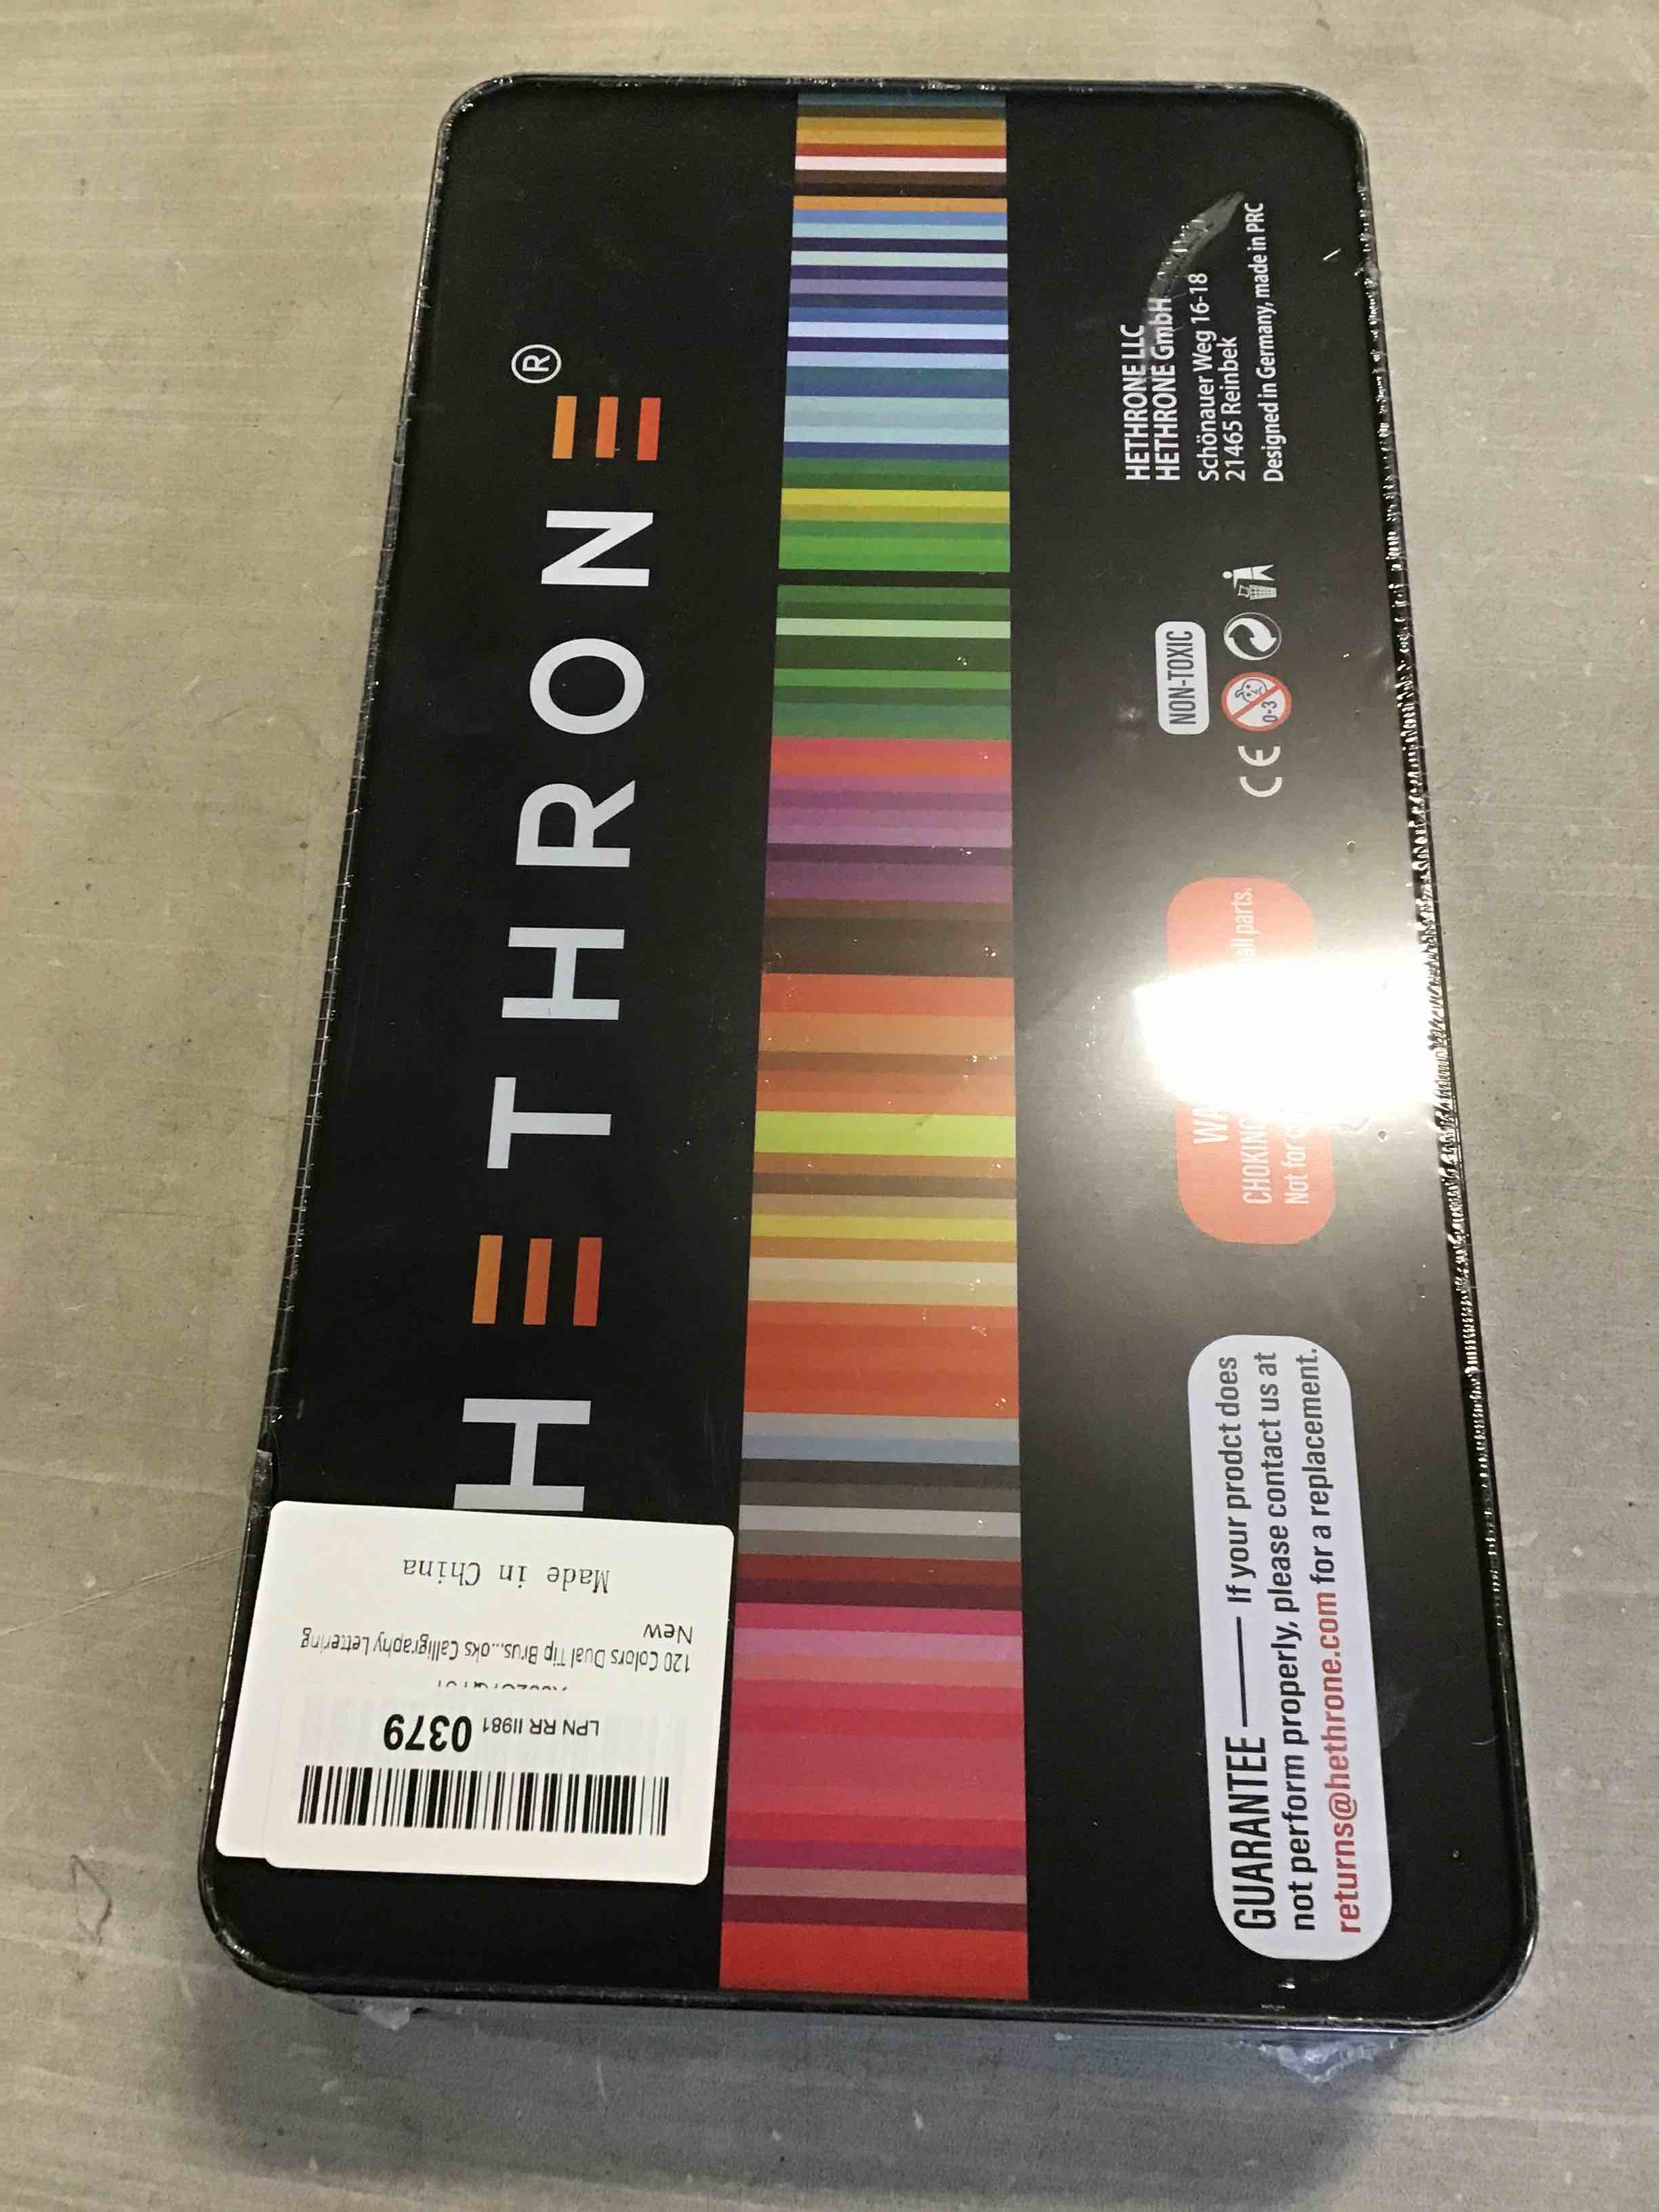 HETHRONE®
HETHRONE LLC
HETHRONE GmbH
Schönauer Weg 16-18
21465 Reinbek
Designed in Germany, made in PRC
NON-TOXIC
CE
0-3
CHOKING
all parts.
Not for
GUARANTEE — If your prodct does
not perform properly, please contact us at
returns@hethrone.com for a replacement.
LPN RR II981 0379
120 Colors Dual Tip Brus...oks Calligraphy Lettering
New
Made in China